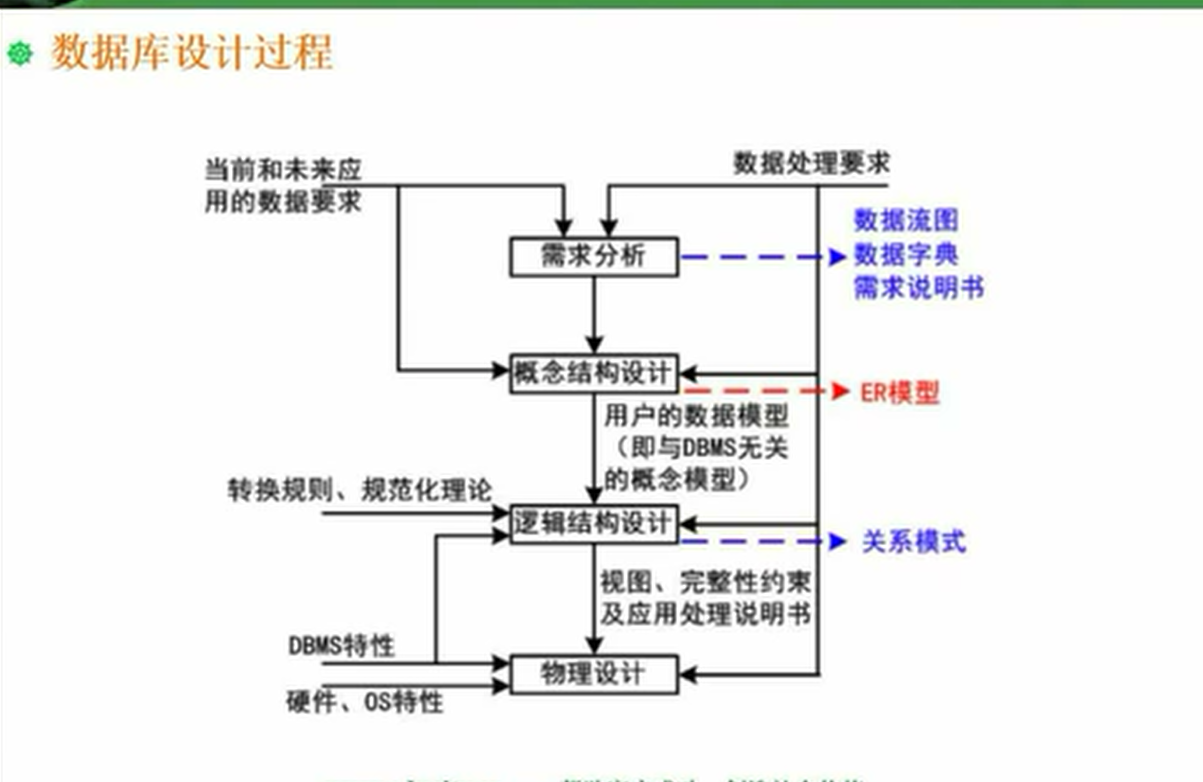 数据库设计过程
当前和未来应
用的数据要求
数据处理要求
数据流图
数据字典
需求说明书
需求分析
概念结构设计
ER模型
用户的数据模型
（即与DBMS无关
的概念模型）
转换规则、规范化理论
逻辑结构设计
关系模式
视图、完整性约束
及应用处理说明书
DBMS特性
物理设计
硬件、OS特性